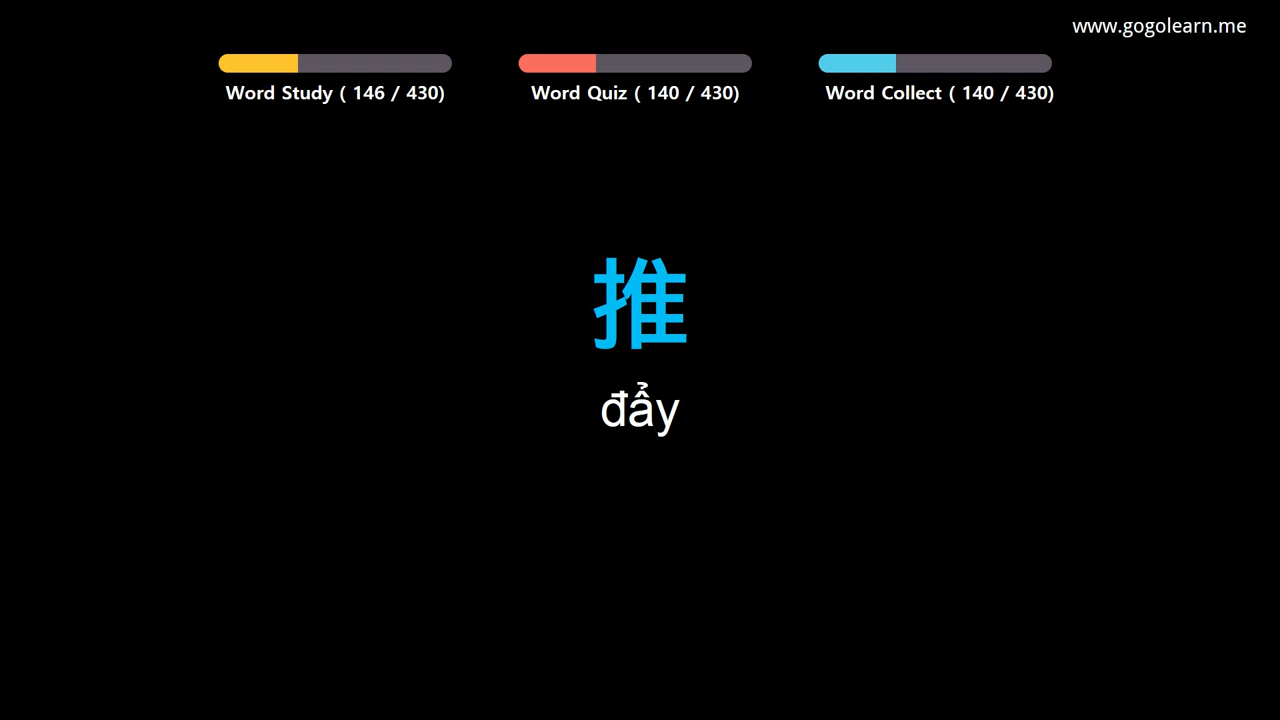 www.gogolearn.me
Word Study ( 146 / 430)
Word Quiz ( 140 / 430)
Word Collect ( 140 / 430)
推
đẩy